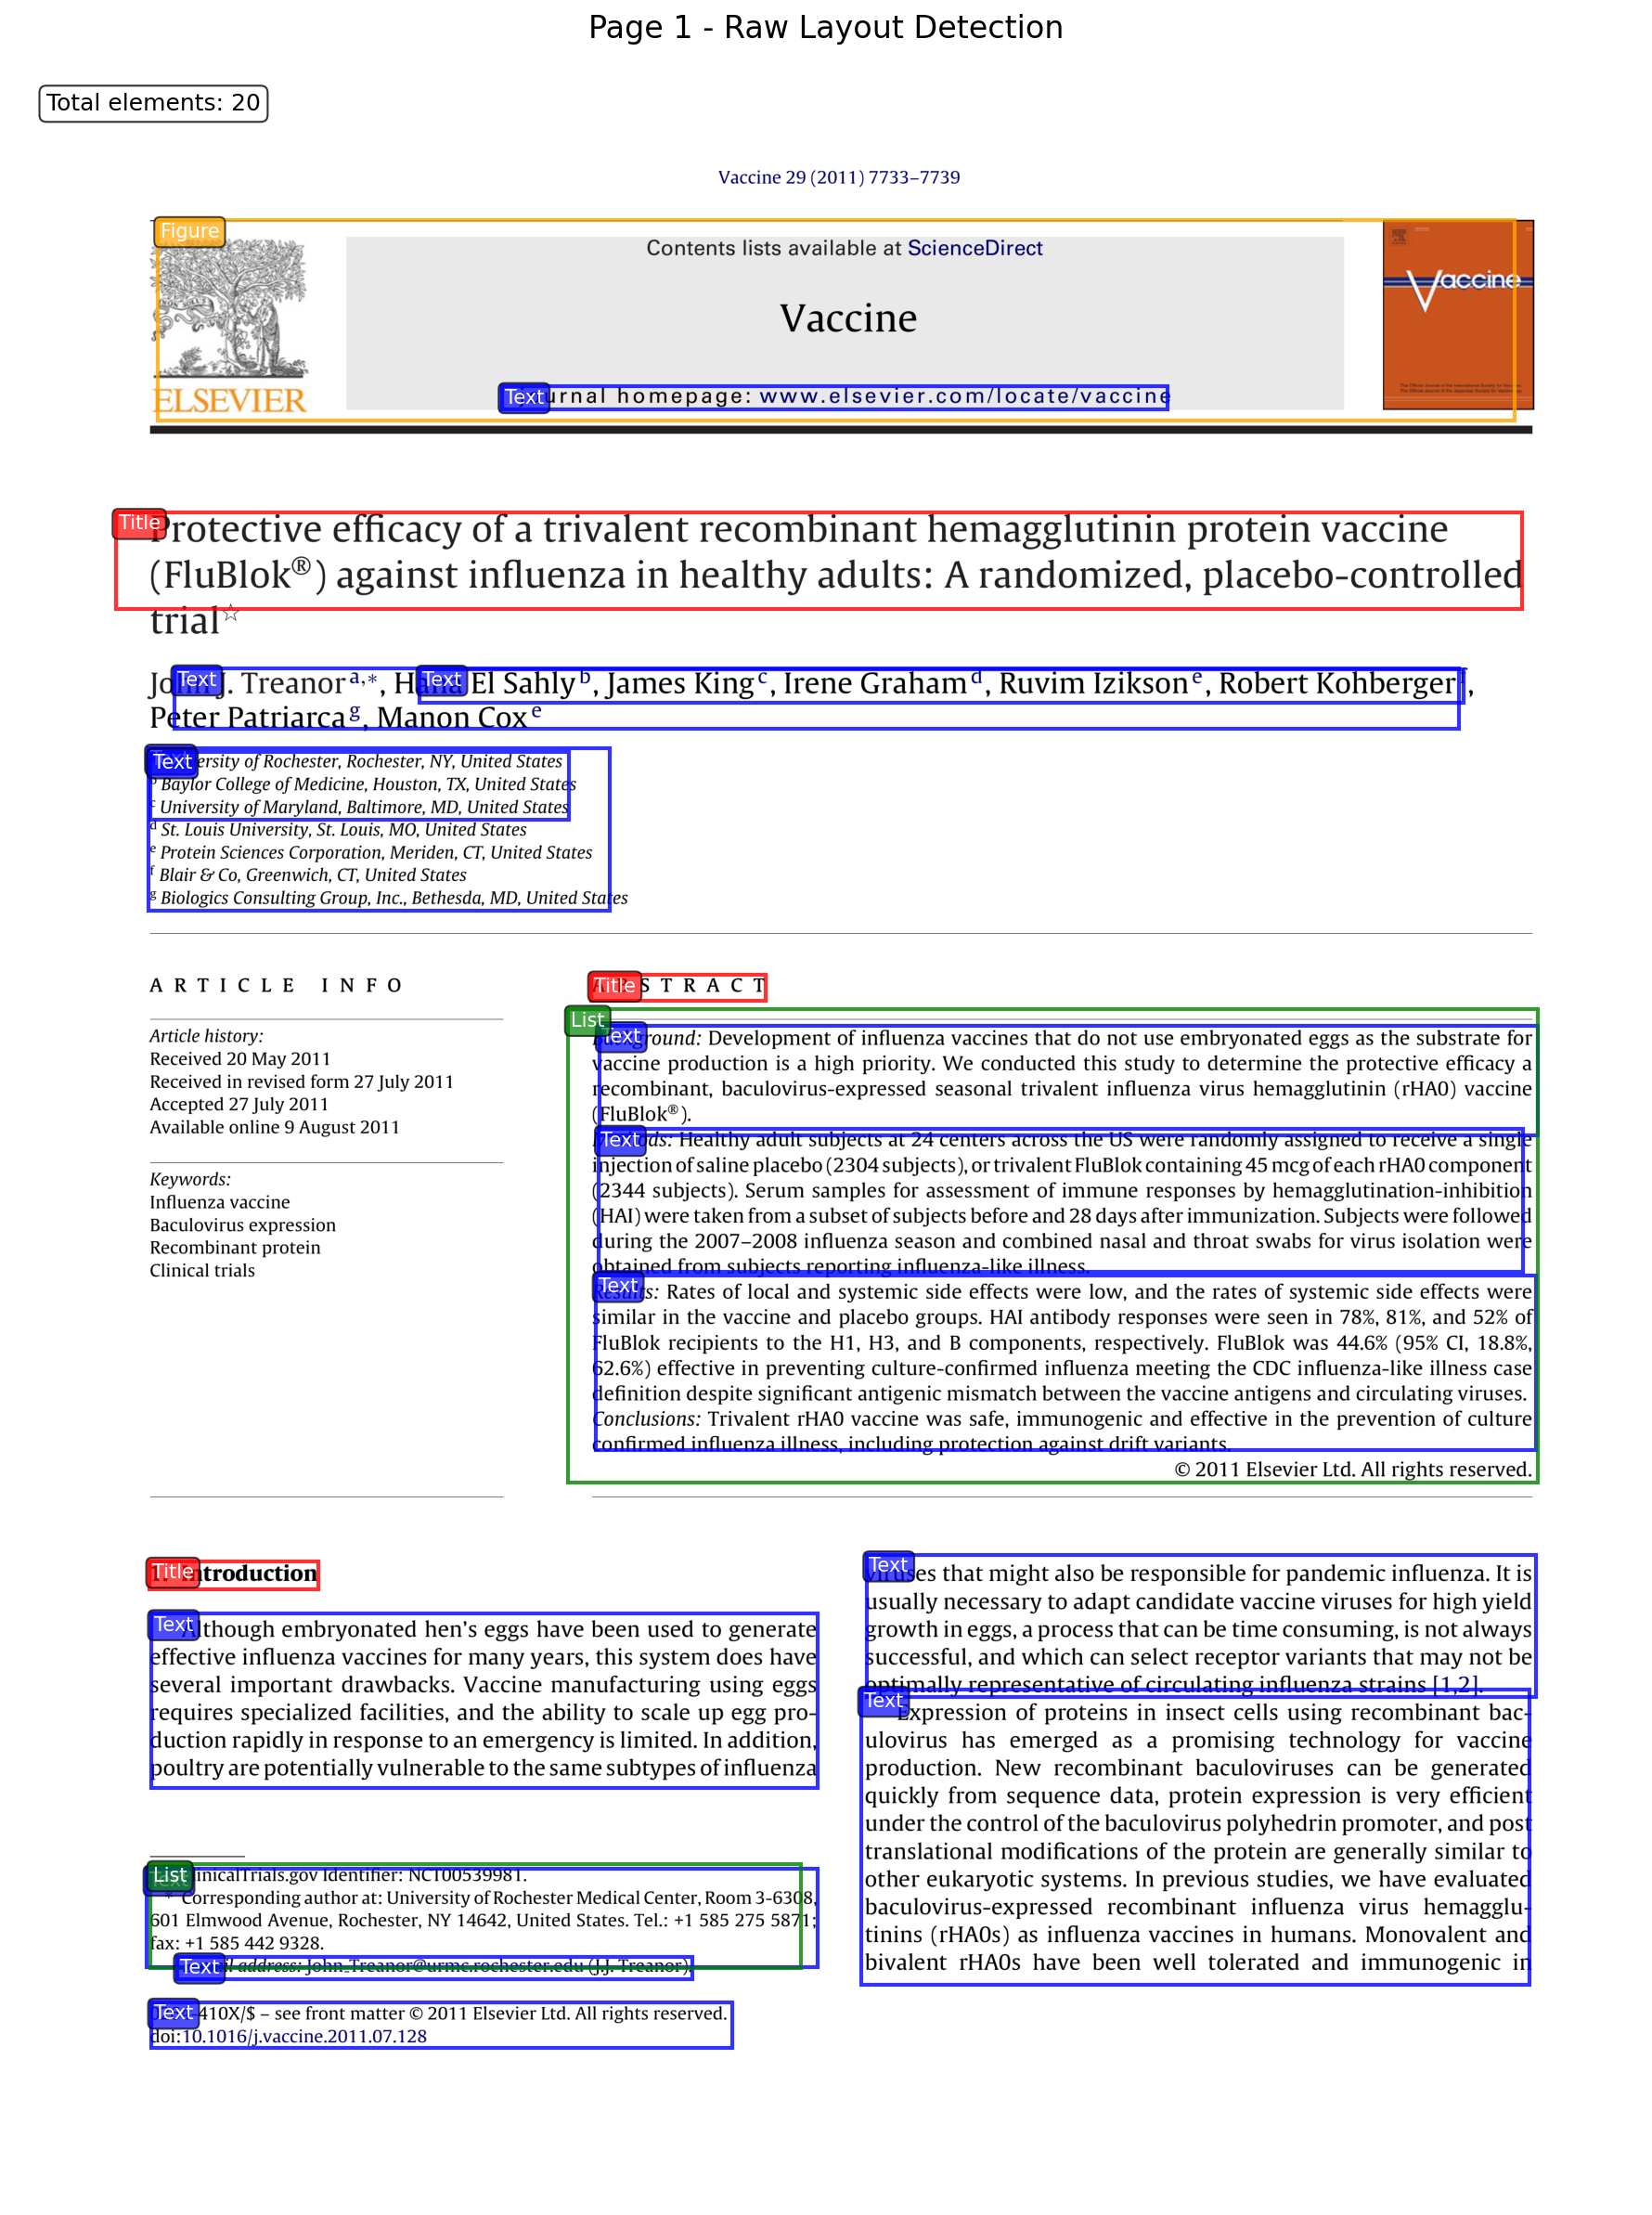 Page 1 - Raw Layout Detection
Total elements: 20
Vaccine 29 (2011) 7733–7739
Figure
Contents lists available at ScienceDirect
Vaccine
ELSEVIER
Text urnal homepage: www.elsevier.com/locate/vaccine
Vaccine
Title
Protective efficacy of a trivalent recombinant hemagglutinin protein vaccine
(FluBlok®) against influenza in healthy adults: A randomized, placebo-controlled
trial☆
Text Text
John J. Treanor a,∗, Hana El Sahly b, James King c, Irene Graham d, Ruvim Izikson e, Robert Kohberger f,
Peter Patriarca g, Manon Cox e
Text
ersity of Rochester, Rochester, NY, United States
b Baylor College of Medicine, Houston, TX, United States
c University of Maryland, Baltimore, MD, United States
d St. Louis University, St. Louis, MO, United States
e Protein Sciences Corporation, Meriden, CT, United States
f Blair & Co, Greenwich, CT, United States
g Biologics Consulting Group, Inc., Bethesda, MD, United States
ARTICLE INFO
Article history:
Received 20 May 2011
Received in revised form 27 July 2011
Accepted 27 July 2011
Available online 9 August 2011
Keywords:
Influenza vaccine
Baculovirus expression
Recombinant protein
Clinical trials
Title
ABSTRACT
List
Text
Background: Development of influenza vaccines that do not use embryonated eggs as the substrate for
vaccine production is a high priority. We conducted this study to determine the protective efficacy a
recombinant, baculovirus-expressed seasonal trivalent influenza virus hemagglutinin (rHA0) vaccine
(FluBlok®).
Text
Methods: Healthy adult subjects at 24 centers across the US were randomly assigned to receive a single
injection of saline placebo (2304 subjects), or trivalent FluBlok containing 45 mcg of each rHA0 component
(2344 subjects). Serum samples for assessment of immune responses by hemagglutination-inhibition
(HAI) were taken from a subset of subjects before and 28 days after immunization. Subjects were followed
during the 2007–2008 influenza season and combined nasal and throat swabs for virus isolation were
obtained from subjects reporting influenza-like illness.
Text
Results: Rates of local and systemic side effects were low, and the rates of systemic side effects were
similar in the vaccine and placebo groups. HAI antibody responses were seen in 78%, 81%, and 52% of
FluBlok recipients to the H1, H3, and B components, respectively. FluBlok was 44.6% (95% CI, 18.8%,
62.6%) effective in preventing culture-confirmed influenza meeting the CDC influenza-like illness case
definition despite significant antigenic mismatch between the vaccine antigens and circulating viruses.
Conclusions: Trivalent rHA0 vaccine was safe, immunogenic and effective in the prevention of culture
confirmed influenza illness, including protection against drift variants.
© 2011 Elsevier Ltd. All rights reserved.
Title
1. Introduction
Text
Although embryonated hen's eggs have been used to generate
effective influenza vaccines for many years, this system does have
several important drawbacks. Vaccine manufacturing using eggs
requires specialized facilities, and the ability to scale up egg pro-
duction rapidly in response to an emergency is limited. In addition,
poultry are potentially vulnerable to the same subtypes of influenza
List
ClinicalTrials.gov Identifier: NCT00539981.
∗ Corresponding author at: University of Rochester Medical Center, Room 3-6308,
601 Elmwood Avenue, Rochester, NY 14642, United States. Tel.: +1 585 275 5871;
fax: +1 585 442 9328.
Text
il address: John_Treanor@urmc.rochester.edu (J.J. Treanor).
Text
-410X/$ – see front matter © 2011 Elsevier Ltd. All rights reserved.
doi:10.1016/j.vaccine.2011.07.128
Text
viruses that might also be responsible for pandemic influenza. It is
usually necessary to adapt candidate vaccine viruses for high yield
growth in eggs, a process that can be time consuming, is not always
successful, and which can select receptor variants that may not be
optimally representative of circulating influenza strains [1,2].
Text
Expression of proteins in insect cells using recombinant bac-
ulovirus has emerged as a promising technology for vaccine
production. New recombinant baculoviruses can be generated
quickly from sequence data, protein expression is very efficient
under the control of the baculovirus polyhedrin promoter, and post
translational modifications of the protein are generally similar to
other eukaryotic systems. In previous studies, we have evaluated
baculovirus-expressed recombinant influenza virus hemagglu-
tinins (rHA0s) as influenza vaccines in humans. Monovalent and
bivalent rHA0s have been well tolerated and immunogenic in